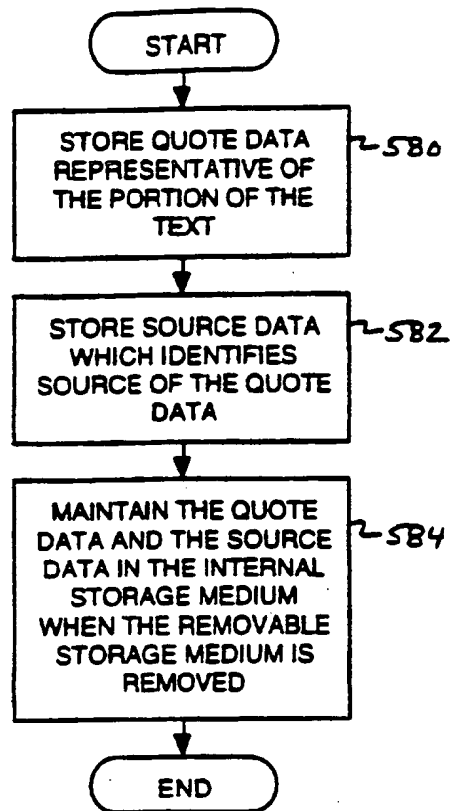 START
STORE QUOTE DATA
580
REPRESENTATIVE OF
THE PORTION OF THE
TEXT
STORE SOURCE DATA
582
WHICH IDENTIFIES
SOURCE OF THE QUOTE
DATA
MAINTAIN THE QUOTE
584
DATA AND THE SOURCE
DATA IN THE INTERNAL
STORAGE MEDIUM
WHEN THE REMOVABLE
STORAGE MEDIUM IS
REMOVED
END